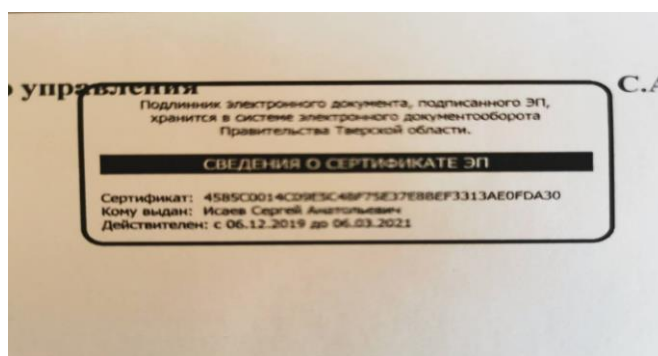 управления С.А
Подлинник электронного документа, подписанного ЭП,
хранится в системе электронного документооборота
Правительства Тверской области.
СВЕДЕНИЯ О СЕРТИФИКАТЕ ЭП
Сертификат:
Кому выдан: Исаев Сергей Анатольевич
Действителен: с 06.12.2019 до 06.03.2021